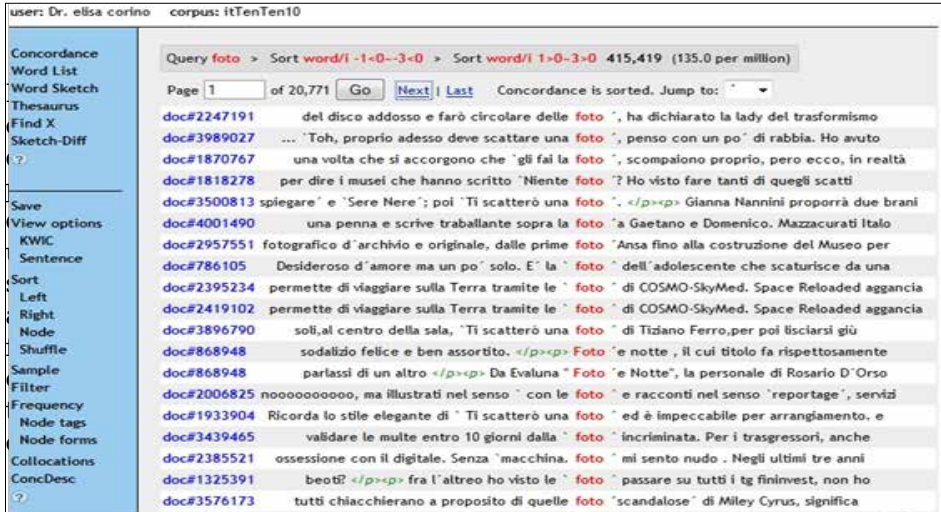 user: Dr. elisa corino corpus: itTenTen10
Concordance
Word List
Word Sketch
Thesaurus
Find X
Sketch-Diff
?
Save
View options
KWIC
Sentence
Sort
Left
Right
Node
Shuffle
Sample
Filter
Frequency
Node tags
Node forms
Collocations
ConcDesc
?
Query foto > Sort word/i -1<0~-3<0 > Sort word/i 1>0~3>0 415,419 (135.0 per million)
Page 1 of 20,771 Go Next | Last Concordance is sorted. Jump to: ´
doc#2247191 del disco addosso e farò circolare delle foto ´, ha dichiarato la lady del trasformismo
doc#3989027 ... `Toh, proprio adesso deve scattare una foto ´, penso con un po´ di rabbia. Ho avuto
doc#1870767 una volta che si accorgono che `gli fai la foto ´, scompaiono proprio, pero ecco, in realtà
doc#1818278 per dire i musei che hanno scritto `Niente foto ´? Ho visto fare tanti di quegli scatti
doc#3500813 spiegare´ e `Sere Nere´; poi `Ti scatterò una foto ´. </p><p> Gianna Nannini proporrà due brani
doc#4001490 una penna e scrive traballante sopra la foto ´a Gaetano e Domenico. Mazzacurati Italo
doc#2957551 fotografico d´archivio e originale, dalle prime foto ´Ansa fino alla costruzione del Museo per
doc#786105 Desideroso d´amore ma un po´ solo. E´ la ` foto ´ dell´adolescente che scaturisce da una
doc#2395234 permette di viaggiare sulla Terra tramite le ` foto ´ di COSMO-SkyMed. Space Reloaded aggancia
doc#2419102 permette di viaggiare sulla Terra tramite le ` foto ´ di COSMO-SkyMed. Space Reloaded aggancia
doc#3896790 soli,al centro della sala, `Ti scatterò una foto ´ di Tiziano Ferro,per poi lisciarsi giù
doc#868948 sodalizio felice e ben assortito. </p><p> Foto ´e notte , il cui titolo fa rispettosamente
doc#868948 parlassi di un altro </p><p> Da Evaluna " Foto ´e Notte", la personale di Rosario D´Orso
doc#2006825 nooooooooooo, ma illustrati nel senso ` con le foto ´ e racconti nel senso `reportage´, servizi
doc#1933904 Ricorda lo stile elegante di ` Ti scatterò una foto ´ ed è impeccabile per arrangiamento. e
doc#3439465 validare le multe entro 10 giorni dalla ` foto ´ incriminata. Per i trasgressori, anche
doc#2385521 ossessione con il digitale. Senza `macchina. foto ´ mi sento nudo . Negli ultimi tre anni
doc#1325391 beoti? </p><p> fra l´altreo ho visto le ` foto ´ passare su tutti i tg fininvest, non ho
doc#3576173 tutti chiacchierano a proposito di quelle foto ´scandalose´ di Miley Cyrus, significa